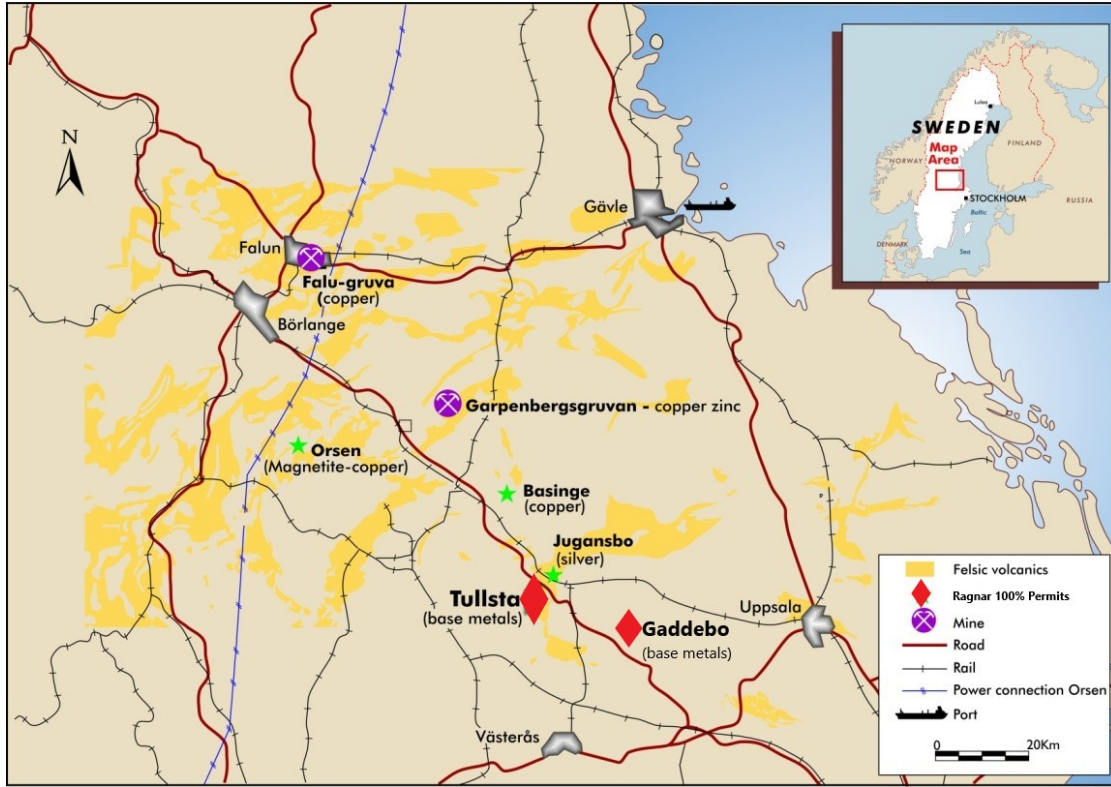 N
Falun
Falu-gruva
(copper)
Börlange
Gävle
Garpenbergsgruvan - copper zinc
Orsen
(Magnetite-copper)
Basinge
(copper)
Jugansbo
(silver)
Tullsta
(base metals)
Gaddebo
(base metals)
Uppsala
Västerås
P
Lulea
SWEDEN
FINLAND
NORWAY
Map
Area
STOCKHOLM
RUSSIA
Baltic
DENMARK
Sea
Felsic volcanics
Ragnar 100% Permits
Mine
Road
Rail
Power connection Orsen
Port
0
20Km